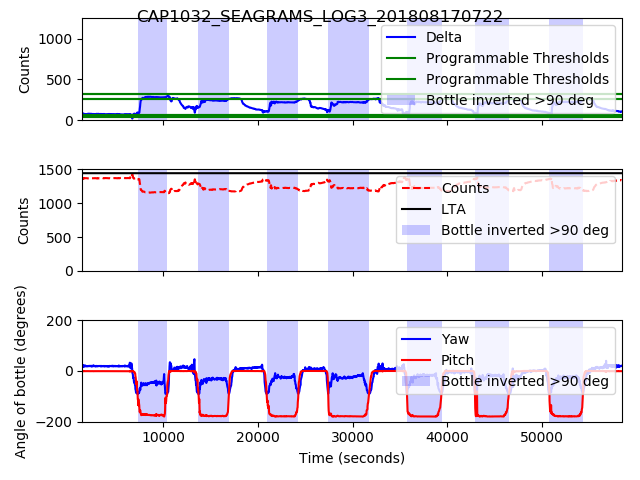 CAP1032_SEAGRAMS_LOG3_201808170722
Counts
1000
500
0
Delta
Programmable Thresholds
Programmable Thresholds
Bottle inverted >90 deg
Counts
1500
1000
500
0
Counts
LTA
Bottle inverted >90 deg
Angle of bottle (degrees)
200
0
−200
Yaw
Pitch
Bottle inverted >90 deg
10000 20000 30000 40000 50000
Time (seconds)